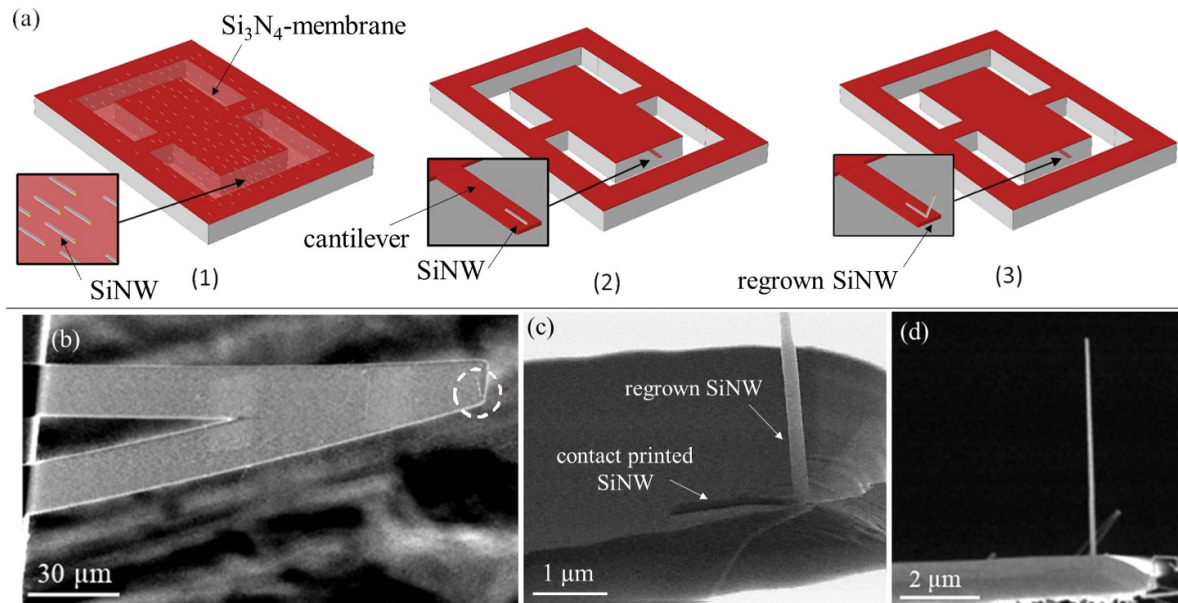 (a)
Si₃N₄-membrane
SiNW
(1)
cantilever
SiNW
(2)
regrown SiNW
(3)
(b)
30 µm
(c)
regrown SiNW
contact printed
SiNW
1 µm
(d)
2 µm